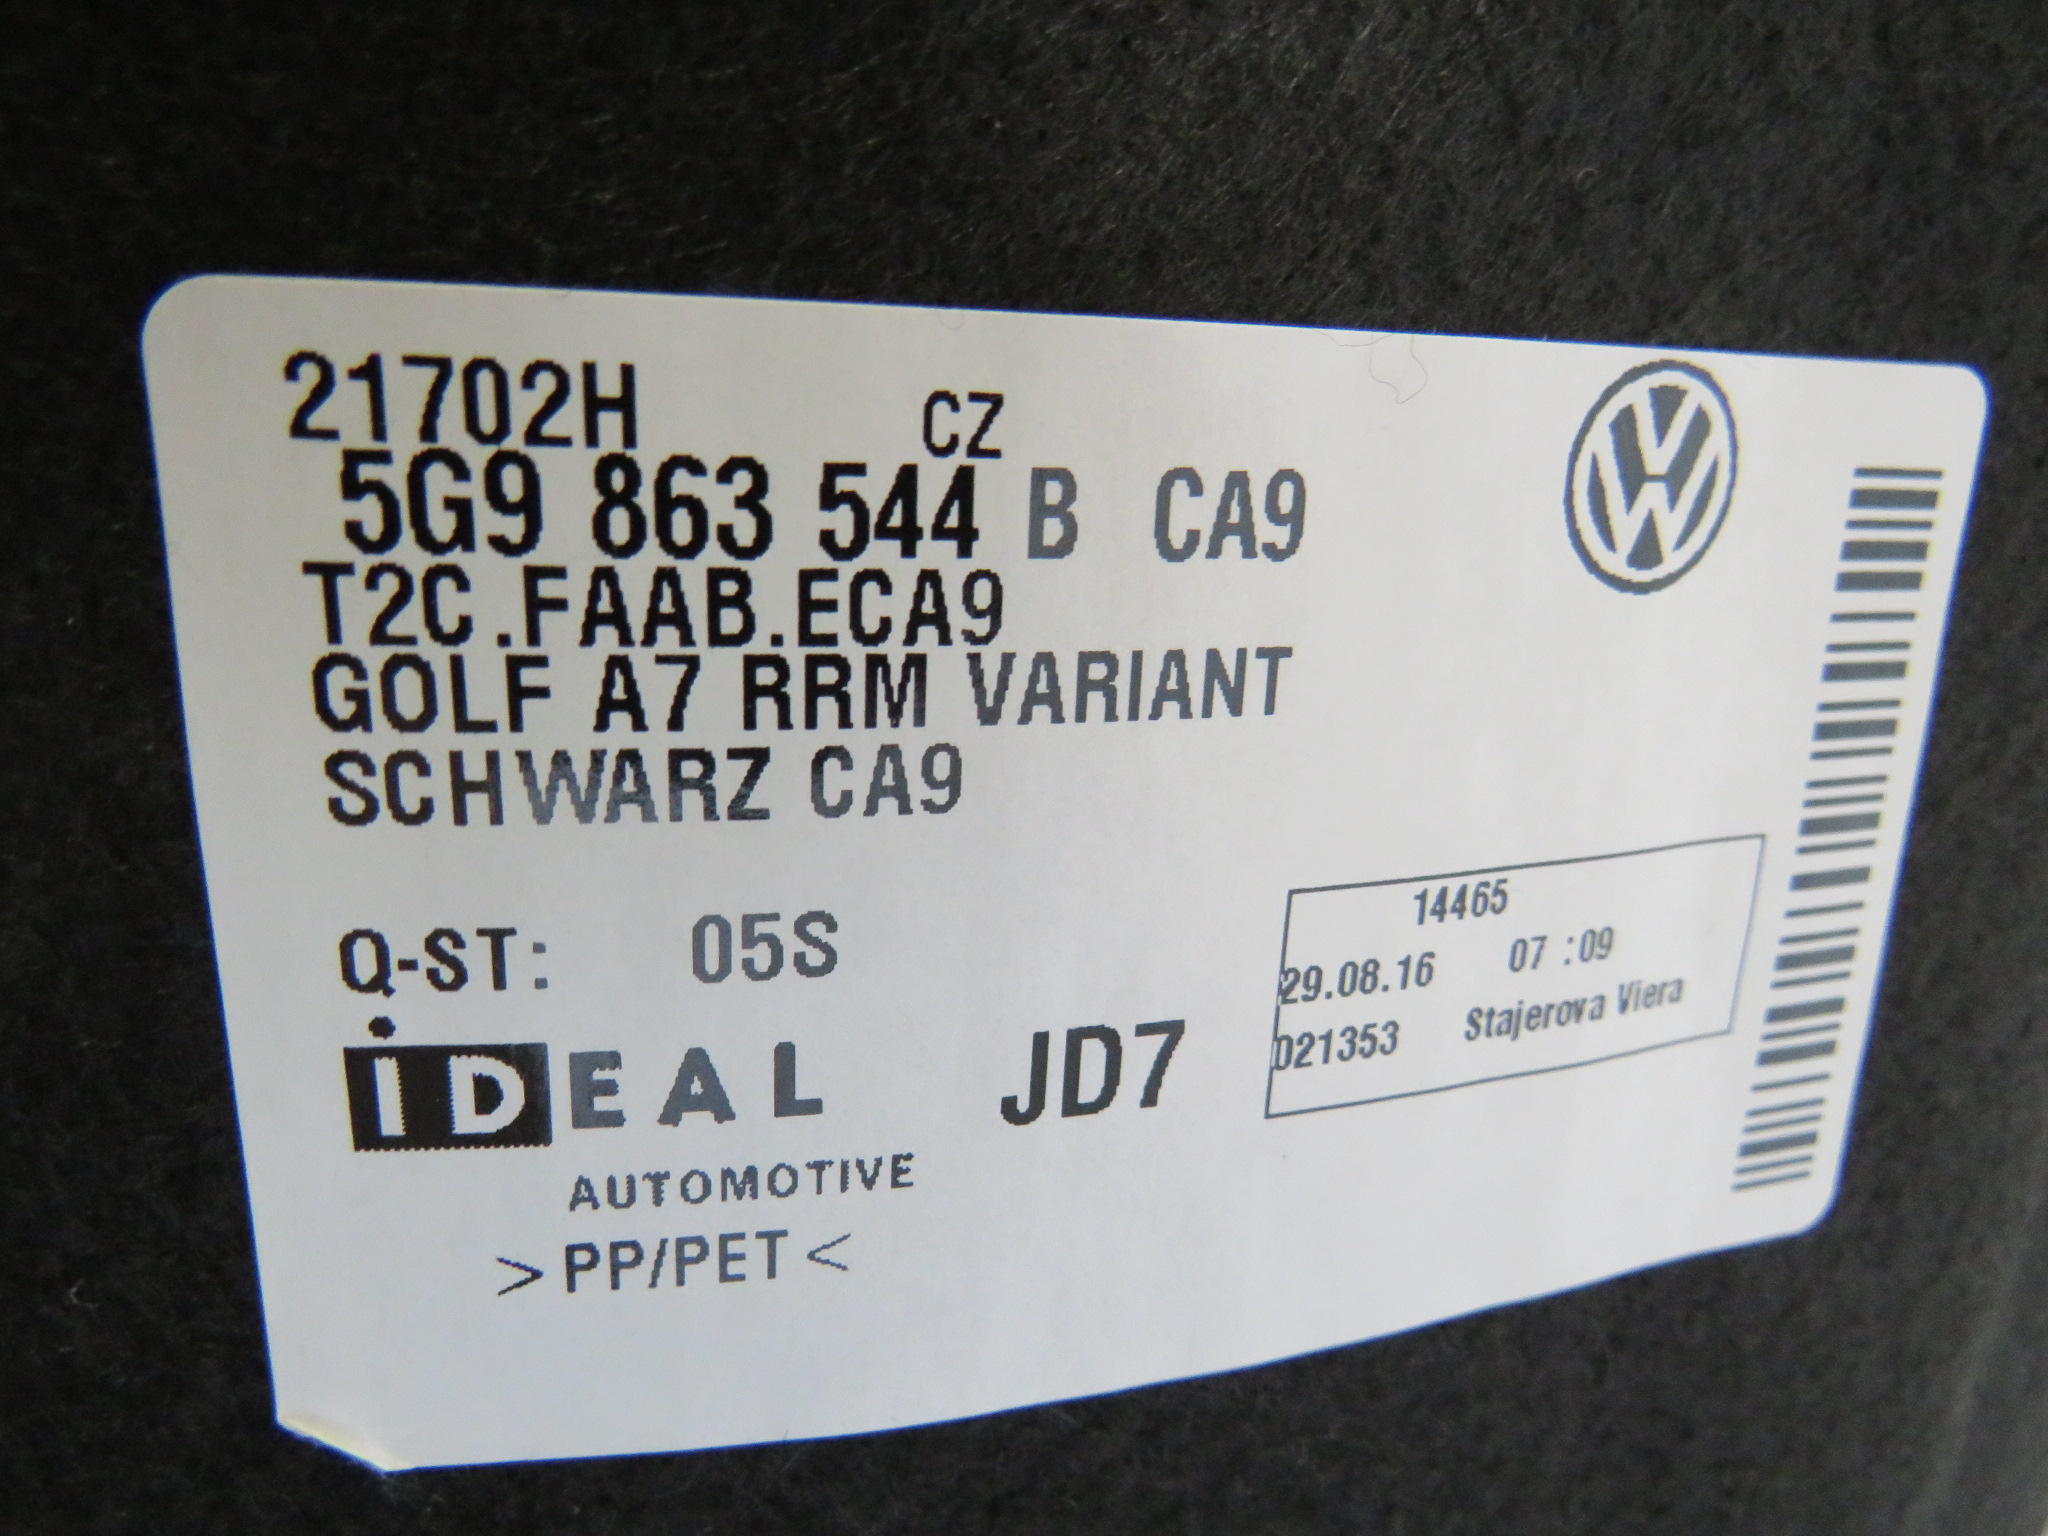 21702H CZ
5G9 863 544 B CA9
T2C.FAAB.ECA9
GOLF A7 RRM VARIANT
SCHWARZ CA9
Q-ST: 05S
iDEAL JD7
AUTOMOTIVE
>PP/PET<
14465
29.08.16 07:09
021353 Stajerova Viera